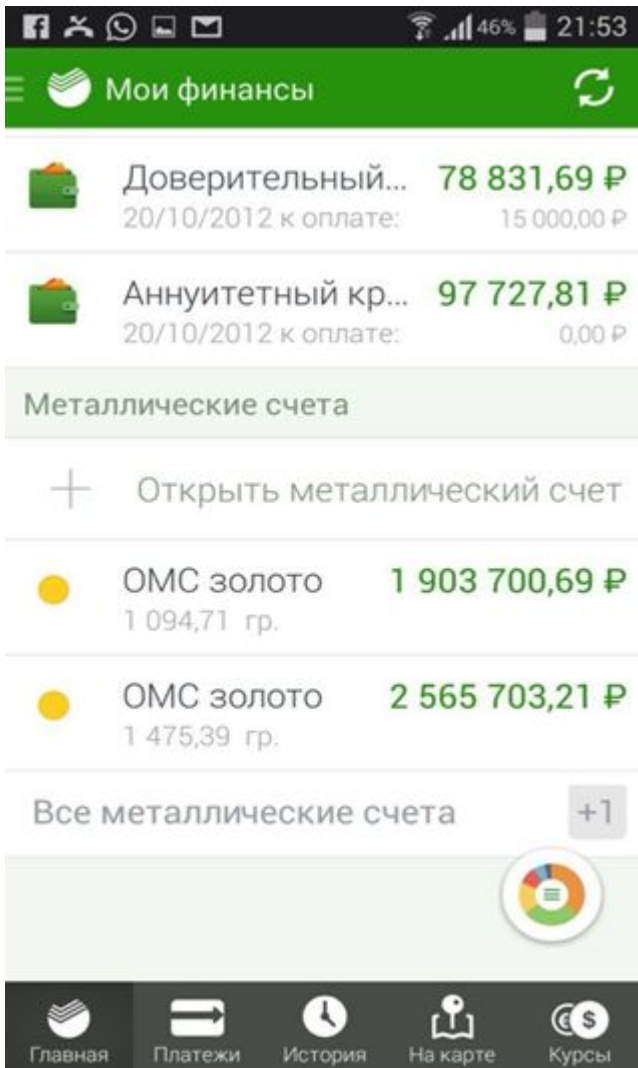 46% 21:53
Мои финансы
Доверительный... 78 831,69 ₽
20/10/2012 к оплате: 15 000,00 ₽
Аннуитетный кр... 97 727,81 ₽
20/10/2012 к оплате: 0,00 ₽
Металлические счета
Открыть металлический счет
ОМС золото 1 903 700,69 ₽
1 094,71 гр.
ОМС золото 2 565 703,21 ₽
1 475,39 гр.
Все металлические счета +1
Главная Платежи История На карте Курсы